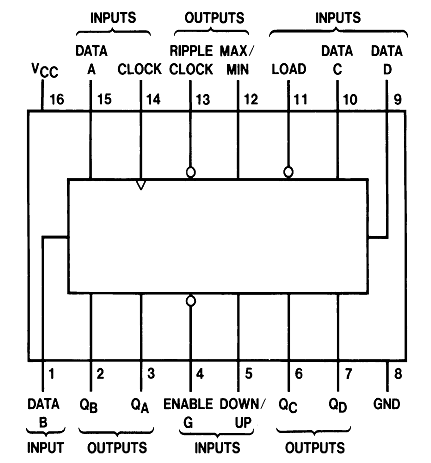 INPUTS OUTPUTS INPUTS
DATA RIPPLE MAX/ DATA DATA
VCC A CLOCK CLOCK MIN LOAD C D
16 15 14 13 12 11 10 9
1 2 3 4 5 6 7 8
DATA QB QA ENABLE DOWN/ QC QD GND
B G UP
INPUT OUTPUTS INPUTS OUTPUTS